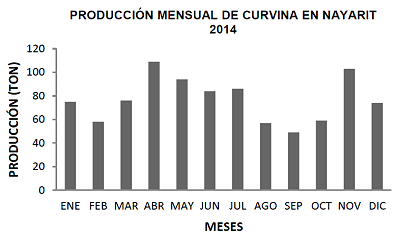 PRODUCCIÓN MENSUAL DE CURVINA EN NAYARIT
2014
PRODUCCIÓN (TON)
120
100
80
60
40
20
0
ENE FEB MAR ABR MAY JUN JUL AGO SEP OCT NOV DIC
MESES